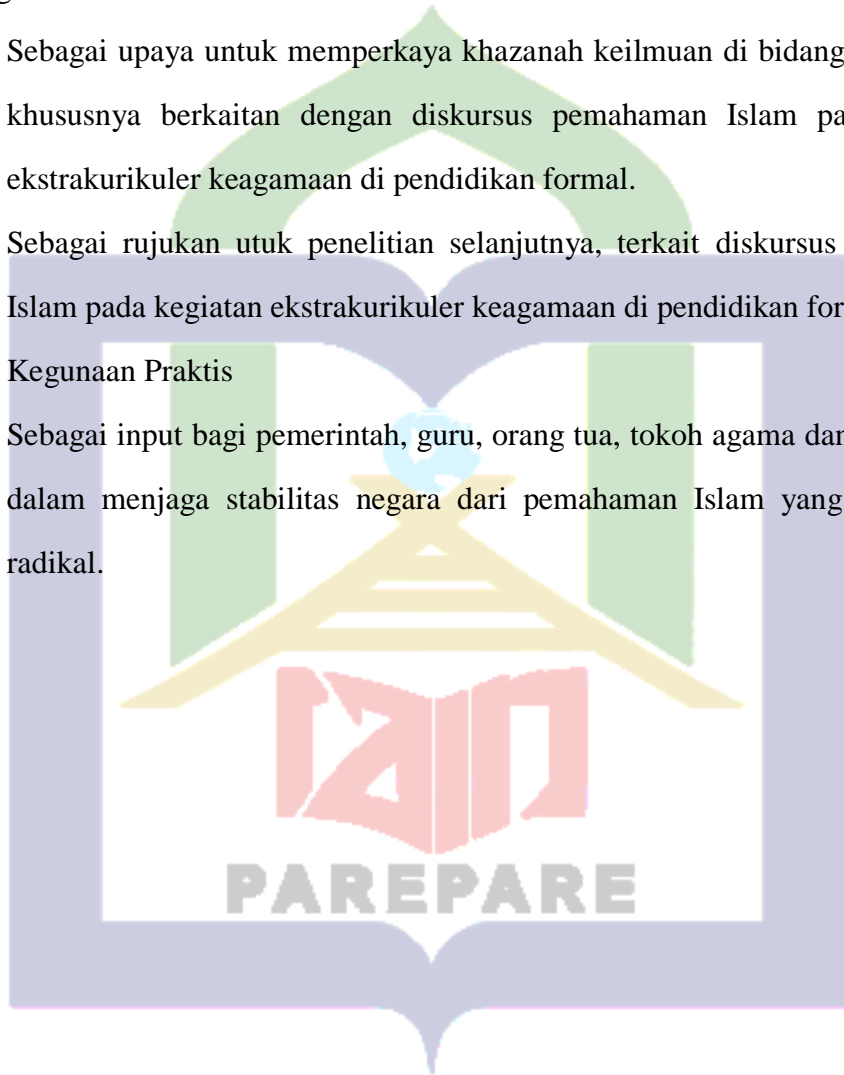 Sebagai upaya untuk memperkaya khazanah keilmuan di bidang
khususnya berkaitan dengan diskursus pemahaman Islam pa
ekstrakurikuler keagamaan di pendidikan formal.
Sebagai rujukan utuk penelitian selanjutnya, terkait diskursus
Islam pada kegiatan ekstrakurikuler keagamaan di pendidikan for
Kegunaan Praktis
Sebagai input bagi pemerintah, guru, orang tua, tokoh agama dan
dalam menjaga stabilitas negara dari pemahaman Islam yang
radikal.
iain
PAREPARE